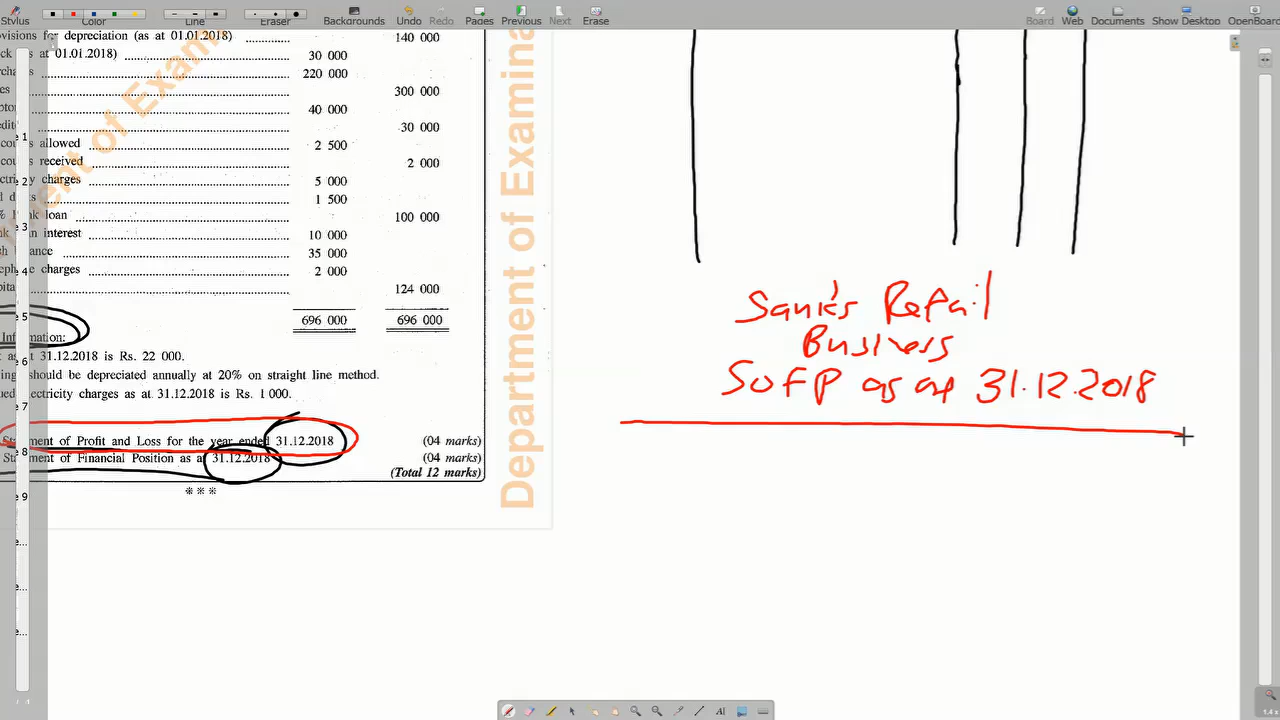 Stylus Color Line Eraser Backgrounds Undo Redo Pages Previous Next Erase Board Web Documents Show Desktop OpenBoard
for depreciation (as at 01.01.2018) 140 000
at 01.01.2018) 30 000
220 000
300 000
40 000
30 000
allowed 2 500
received 2 000
charges 5 000
1 500
loan 100 000
interest 10 000
35 000
charges 2 000
124 000
696 000 696 000
31.12.2018 is Rs. 22 000.
should be depreciated annually at 20% on straight line method.
electricity charges as at 31.12.2018 is Rs. 1 000.
of Profit and Loss for the year ended 31.12.2018 (04 marks)
of Financial Position as at 31.12.2018 (04 marks)
(Total 12 marks)
***
Department of Examina
Retail
Business
SOFP as at 31.12.2018
1.4 x